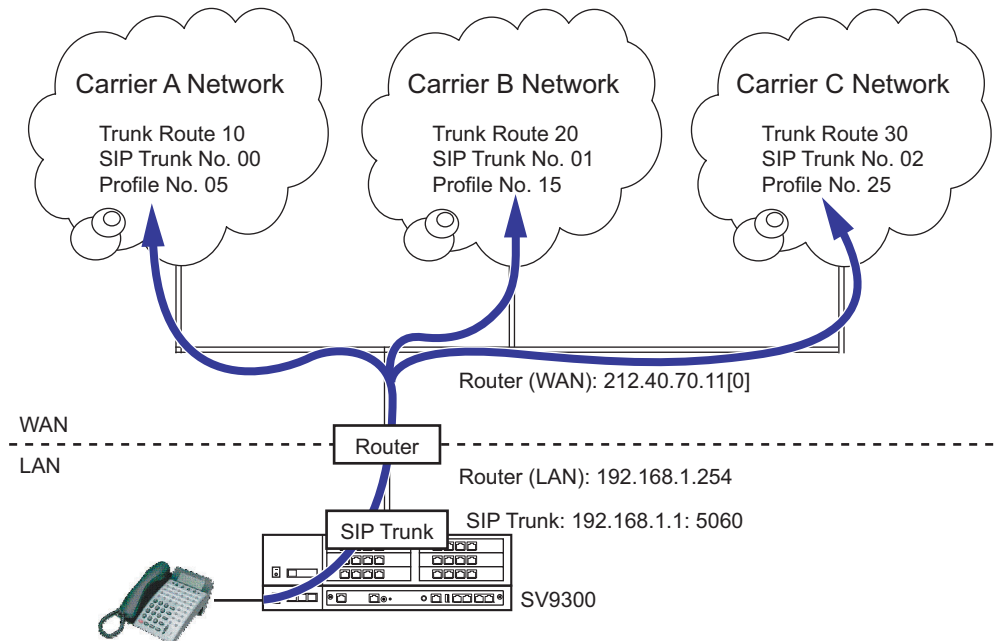 Carrier A Network
Trunk Route 10
SIP Trunk No. 00
Profile No. 05
Carrier B Network
Trunk Route 20
SIP Trunk No. 01
Profile No. 15
Carrier C Network
Trunk Route 30
SIP Trunk No. 02
Profile No. 25
Router (WAN): 212.40.70.11[0]
WAN
Router
LAN
Router (LAN): 192.168.1.254
SIP Trunk
SIP Trunk: 192.168.1.1: 5060
SV9300